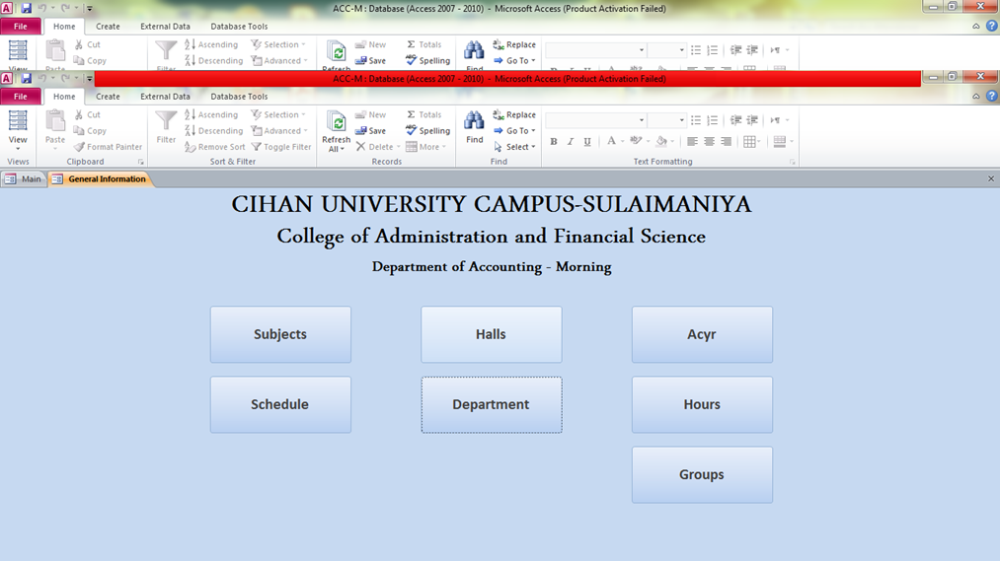 ACC-M : Database (Access 2007 - 2010) - Microsoft Access (Product Activation Failed)
File Home Create External Data Database Tools
Cut Ascending Selection New Totals Replace
Copy Descending Advanced Save Spelling Go To
ACC-M : Database (Access 2007 - 2010) - Microsoft Access (Product Activation Failed)
File Home Create External Data Database Tools
Cut Ascending Selection New Totals Replace
Copy Descending Advanced Save Spelling Go To
View Paste Format Painter Filter Remove Sort Toggle Filter Refresh All Delete More Find Select B I U A
Views Clipboard Sort & Filter Records Find Text Formatting
Main General Information
CIHAN UNIVERSITY CAMPUS-SULAIMANIYA
College of Administration and Financial Science
Department of Accounting - Morning
Subjects Halls Acyr
Schedule Department Hours
Groups